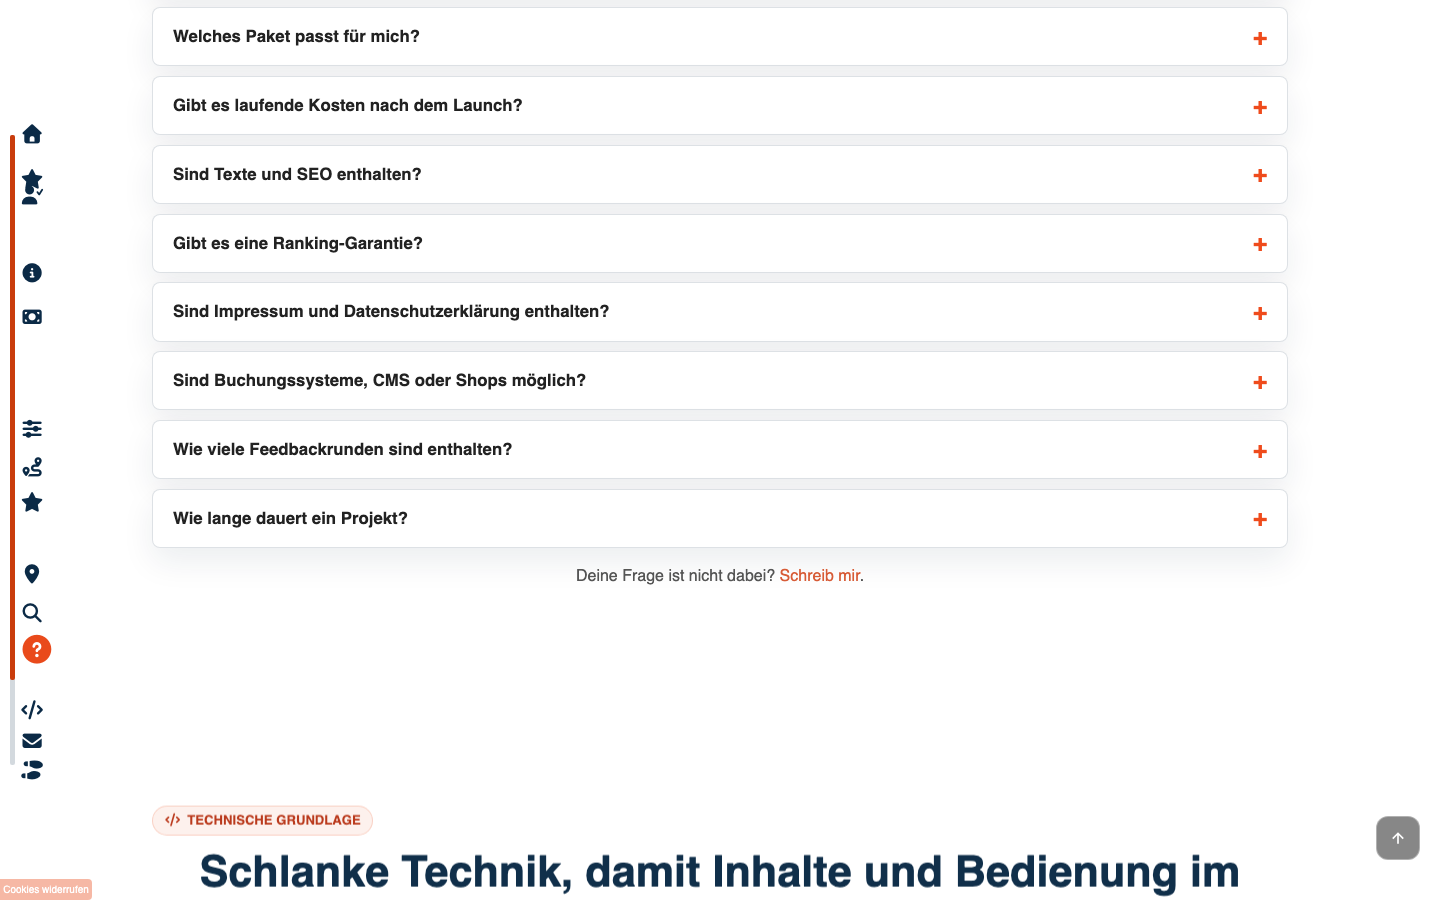 Welches Paket passt für mich?
Gibt es laufende Kosten nach dem Launch?
Sind Texte und SEO enthalten?
Gibt es eine Ranking-Garantie?
Sind Impressum und Datenschutzerklärung enthalten?
Sind Buchungssysteme, CMS oder Shops möglich?
Wie viele Feedbackrunden sind enthalten?
Wie lange dauert ein Projekt?
Deine Frage ist nicht dabei? Schreib mir.
TECHNISCHE GRUNDLAGE
Schlanke Technik, damit Inhalte und Bedienung im
Cookies widerrufen